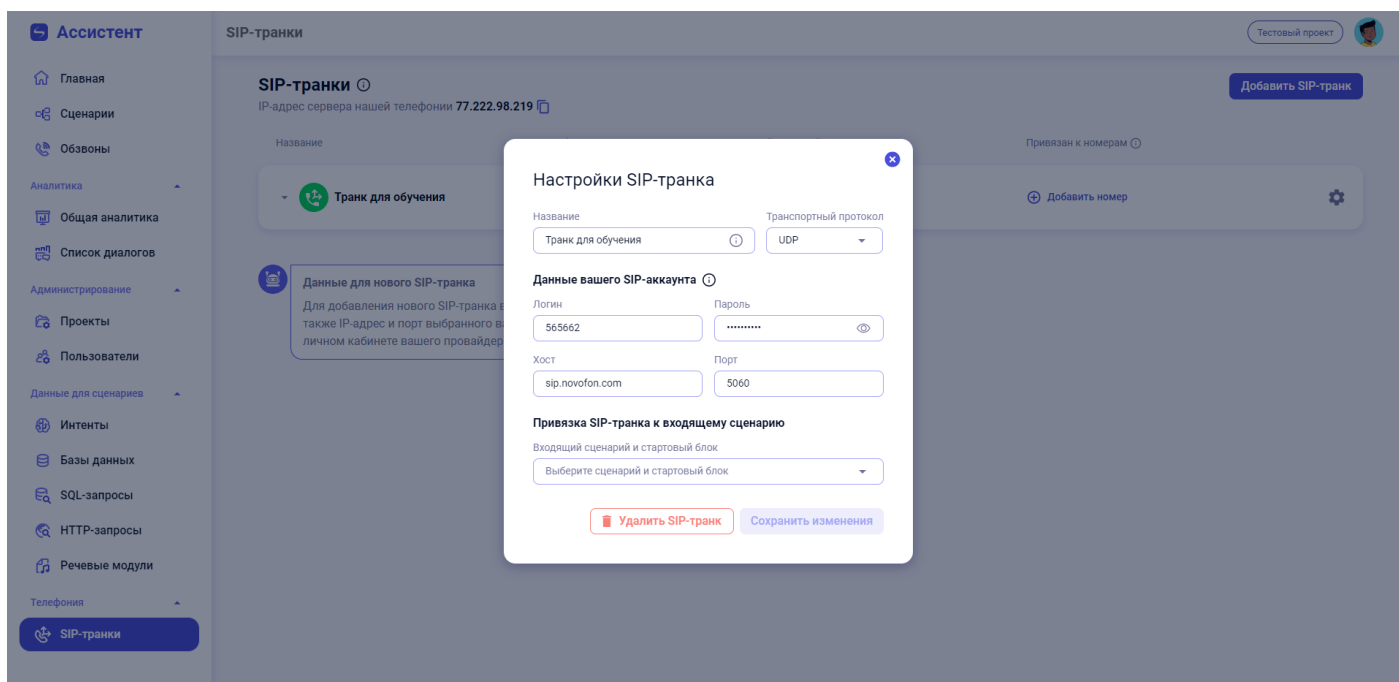 Ассистент
SIP-транки
Тестовый проект
Главная
Сценарии
Обзвоны
Аналитика
Общая аналитика
Список диалогов
Администрирование
Проекты
Пользователи
Данные для сценариев
Интенты
Базы данных
SQL-запросы
HTTP-запросы
Речевые модули
Телефония
SIP-транки
SIP-транки
Добавить SIP-транк
IP-адрес сервера нашей телефонии 77.222.98.219
Название
Привязан к номерам
Транк для обучения
Добавить номер
Данные для нового SIP-транка
Для добавления нового SIP-транка
также IP-адрес и порт выбранного
личном кабинете вашего
Настройки SIP-транка
Название
Транспортный протокол
Транк для обучения
UDP
Данные вашего SIP-аккаунта
Логин
Пароль
565662
••••••••••
Хост
Порт
sip.novofon.com
5060
Привязка SIP-транка к входящему сценарию
Входящий сценарий и стартовый блок
Выберите сценарий и стартовый блок
Удалить SIP-транк
Сохранить изменения